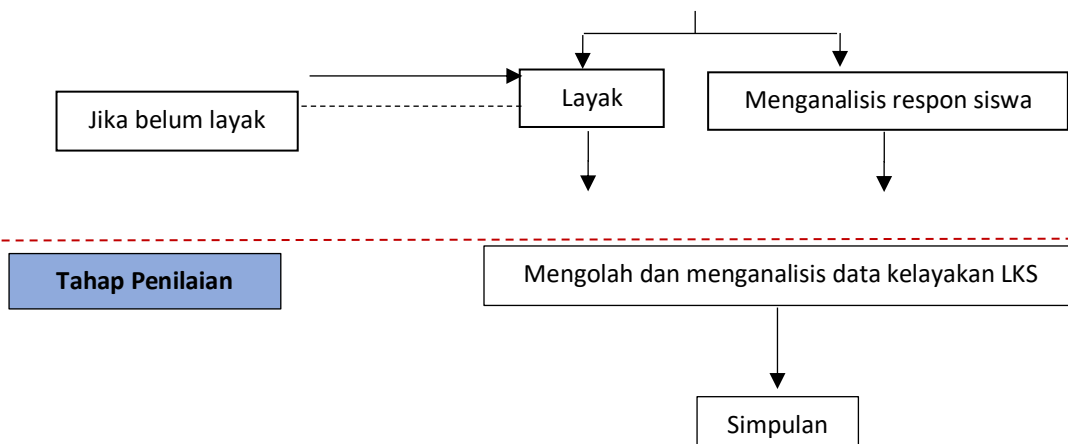 Layak
Menganalisis respon siswa
Jika belum layak
Tahap Penilaian
Mengolah dan menganalisis data kelayakan LKS
Simpulan